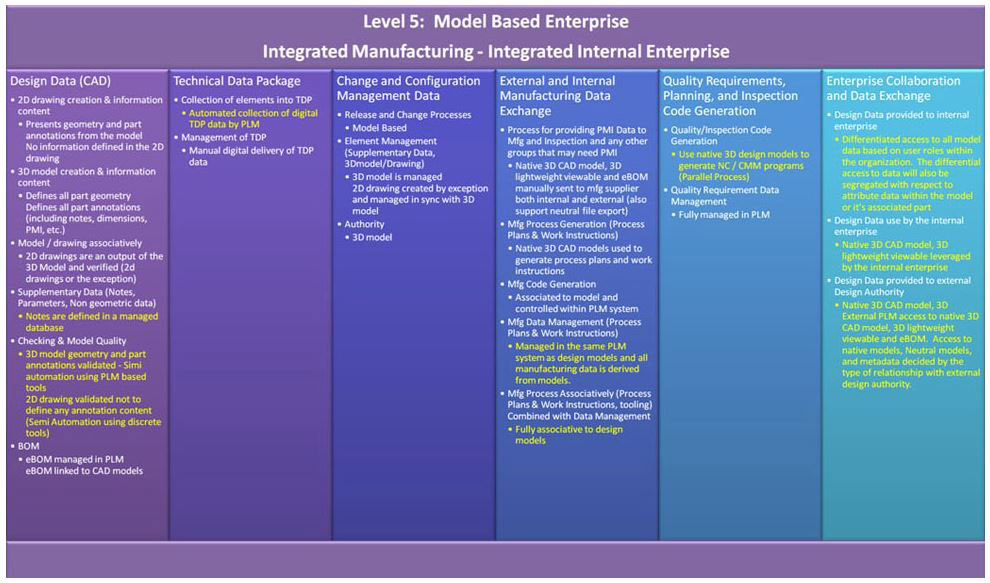 Level 5:  Model Based Enterprise
Integrated Manufacturing - Integrated Internal Enterprise
Design Data (CAD)
• 2D drawing creation & information
content
• Presents geometry and part
annotations from the model
No information defined in the 2D
drawing
• 3D model creation & information
content
• Defines all part geometry
Defines all part annotations
(including notes, dimensions,
PMI, etc.)
• Model / drawing associatively
• 2D drawings are an output of the
3D Model and verified (2d
drawings or the exception)
• Supplementary Data (Notes,
Parameters, Non geometric data)
• Notes are defined in a managed
database
• Checking & Model Quality
• 3D model geometry and part
annotations validated - Simi
automation using PLM based
tools
2D drawing validated not to
define any annotation content
(Semi Automation using discrete
tools)
• BOM
• eBOM managed in PLM
eBOM linked to CAD models
Technical Data Package
• Collection of elements into TDP
• Automated collection of digital
TDP data by PLM
• Management of TDP
• Manual digital delivery of TDP
data
Change and Configuration
Management Data
• Release and Change Processes
• Model Based
• Element Management
(Supplementary Data,
3Dmodel/Drawing)
• 3D model is managed
2D drawing created by exception
and managed in sync with 3D
model
• Authority
• 3D model
External and Internal
Manufacturing Data
Exchange
• Process for providing PMI Data to
Mfg and Inspection and any other
groups that may need PMI
• Native 3D CAD model, 3D
lightweight viewable and eBOM
manually sent to mfg supplier
both internal and external (also
support neutral file export)
• Mfg Process Generation (Process
Plans & Work Instructions)
• Native 3D CAD models used to
generate process plans and work
instructions
• Mfg Code Generation
• Associated to model and
controlled within PLM system
• Mfg Data Management (Process
Plans & Work Instructions)
• Managed in the same PLM
system as design models and all
manufacturing data is derived
from models.
• Mfg Process Associatively (Process
Plans & Work Instructions, tooling)
Combined with Data Management
• Fully associative to design
models
Quality Requirements,
Planning, and Inspection
Code Generation
• Quality/Inspection Code
Generation
• Use native 3D design models to
generate NC / CMM programs
(Parallel Process)
• Quality Requirement Data
Management
• Fully managed in PLM
Enterprise Collaboration
and Data Exchange
• Design Data provided to internal
enterprise
• Differentiated access to all model
data based on user roles within
the organization.  The differential
access to data will also be
segregated with respect to
attribute data within the model
or it's associated part
• Design Data use by the internal
enterprise
• Native 3D CAD model, 3D
lightweight viewable leveraged
by the internal enterprise
• Design Data provided to external
Design Authority
• Native 3D CAD model, 3D
External PLM access to native 3D
CAD model, 3D lightweight
viewable and eBOM.  Access to
native models, Neutral models,
and metadata decided by the
type of relationship with external
design authority.